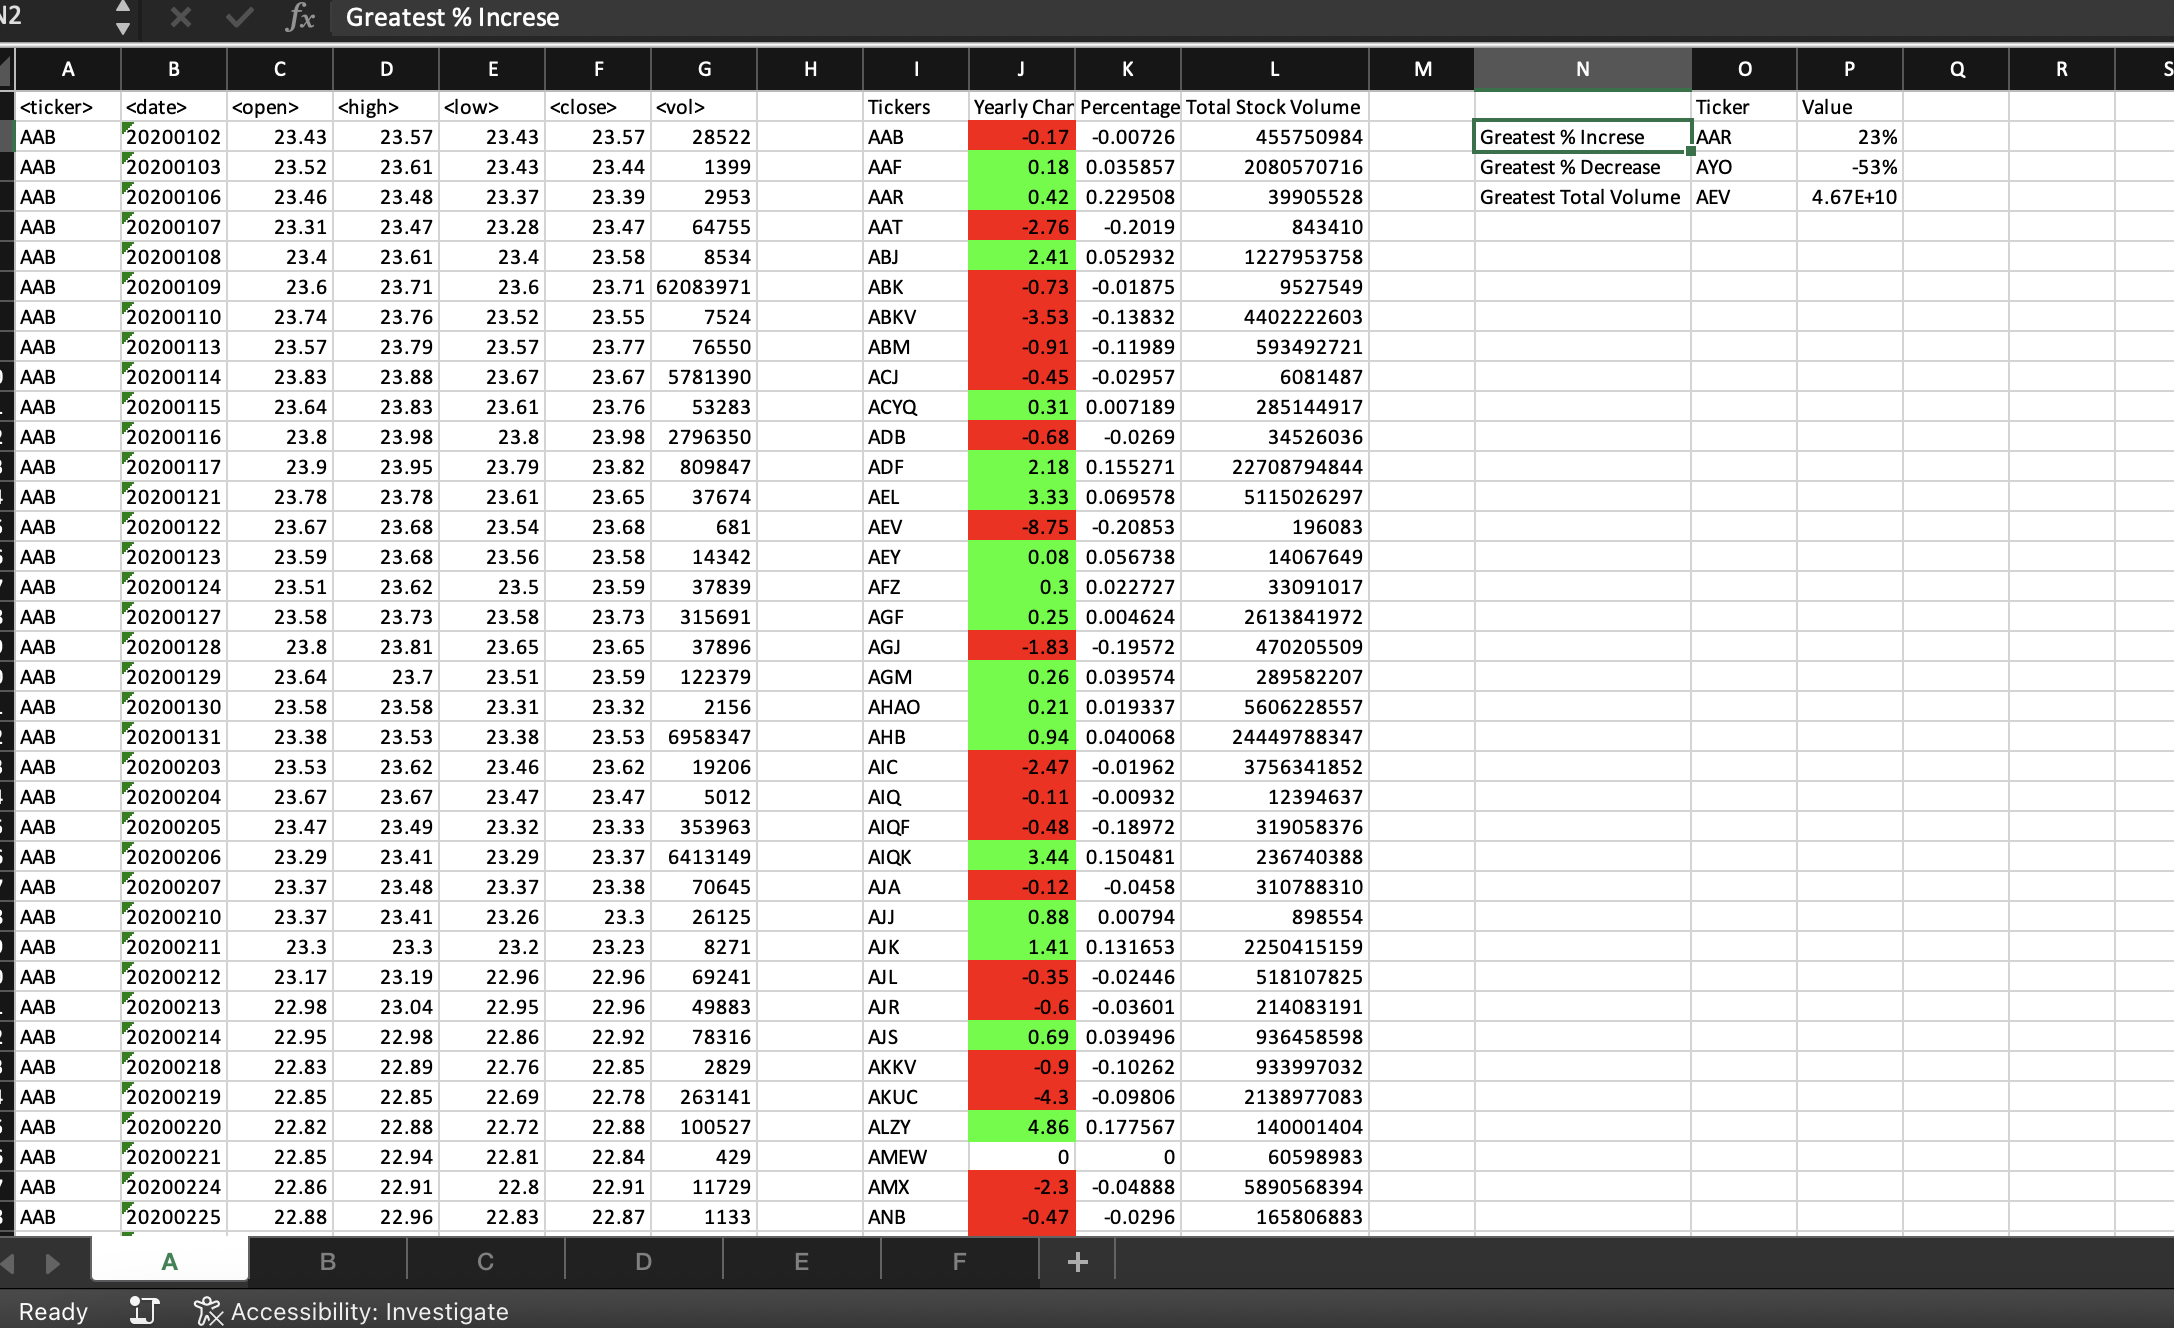 N2 fx Greatest % Increse
A B C D E F G H I J K L M N O P Q R S
<ticker> <date> <open> <high> <low> <close> <vol> Tickers Yearly Char Percentage Total Stock Volume Ticker Value
AAB 20200102 23.43 23.57 23.43 23.57 28522 AAB -0.17 -0.00726 455750984 Greatest % Increse AAR 23%
AAB 20200103 23.52 23.61 23.43 23.44 1399 AAF 0.18 0.035857 2080570716 Greatest % Decrease AYO -53%
AAB 20200106 23.46 23.48 23.37 23.39 2953 AAR 0.42 0.229508 39905528 Greatest Total Volume AEV 4.67E+10
AAB 20200107 23.31 23.47 23.28 23.47 64755 AAT -2.76 -0.2019 843410
AAB 20200108 23.4 23.61 23.4 23.58 8534 ABJ 2.41 0.052932 1227953758
AAB 20200109 23.6 23.71 23.6 23.71 62083971 ABK -0.73 -0.01875 9527549
AAB 20200110 23.74 23.76 23.52 23.55 7524 ABKV -3.53 -0.13832 4402222603
AAB 20200113 23.57 23.79 23.57 23.77 76550 ABM -0.91 -0.11989 593492721
AAB 20200114 23.83 23.88 23.67 23.67 5781390 ACJ -0.45 -0.02957 6081487
AAB 20200115 23.64 23.83 23.61 23.76 53283 ACYQ 0.31 0.007189 285144917
AAB 20200116 23.8 23.98 23.8 23.98 2796350 ADB -0.68 -0.0269 34526036
AAB 20200117 23.9 23.95 23.79 23.82 809847 ADF 2.18 0.155271 22708794844
AAB 20200121 23.78 23.78 23.61 23.65 37674 AEL 3.33 0.069578 5115026297
AAB 20200122 23.67 23.68 23.54 23.68 681 AEV -8.75 -0.20853 196083
AAB 20200123 23.59 23.68 23.56 23.58 14342 AEY 0.08 0.056738 14067649
AAB 20200124 23.51 23.62 23.5 23.59 37839 AFZ 0.3 0.022727 33091017
AAB 20200127 23.58 23.73 23.58 23.73 315691 AGF 0.25 0.004624 2613841972
AAB 20200128 23.8 23.81 23.65 23.65 37896 AGJ -1.83 -0.19572 470205509
AAB 20200129 23.64 23.7 23.51 23.59 122379 AGM 0.26 0.039574 289582207
AAB 20200130 23.58 23.58 23.31 23.32 2156 AHAO 0.21 0.019337 5606228557
AAB 20200131 23.38 23.53 23.38 23.53 6958347 AHB 0.94 0.040068 24449788347
AAB 20200203 23.53 23.62 23.46 23.62 19206 AIC -2.47 -0.01962 3756341852
AAB 20200204 23.67 23.67 23.47 23.47 5012 AIQ -0.11 -0.00932 12394637
AAB 20200205 23.47 23.49 23.32 23.33 353963 AIQF -0.48 -0.18972 319058376
AAB 20200206 23.29 23.41 23.29 23.37 6413149 AIQK 3.44 0.150481 236740388
AAB 20200207 23.37 23.48 23.37 23.38 70645 AJA -0.12 -0.0458 310788310
AAB 20200210 23.37 23.41 23.26 23.3 26125 AJJ 0.88 0.00794 898554
AAB 20200211 23.3 23.3 23.2 23.23 8271 AJK 1.41 0.131653 2250415159
AAB 20200212 23.17 23.19 22.96 22.96 69241 AJL -0.35 -0.02446 518107825
AAB 20200213 22.98 23.04 22.95 22.96 49883 AJR -0.6 -0.03601 214083191
AAB 20200214 22.95 22.98 22.86 22.92 78316 AJS 0.69 0.039496 936458598
AAB 20200218 22.83 22.89 22.76 22.85 2829 AKKV -0.9 -0.10262 933997032
AAB 20200219 22.85 22.85 22.69 22.78 263141 AKUC -4.3 -0.09806 2138977083
AAB 20200220 22.82 22.88 22.72 22.88 100527 ALZY 4.86 0.177567 140001404
AAB 20200221 22.85 22.94 22.81 22.84 429 AMEW 0 0 60598983
AAB 20200224 22.86 22.91 22.8 22.91 11729 AMX -2.3 -0.04888 5890568394
AAB 20200225 22.88 22.96 22.83 22.87 1133 ANB -0.47 -0.0296 165806883
A B C D E F +
Ready Accessibility: Investigate